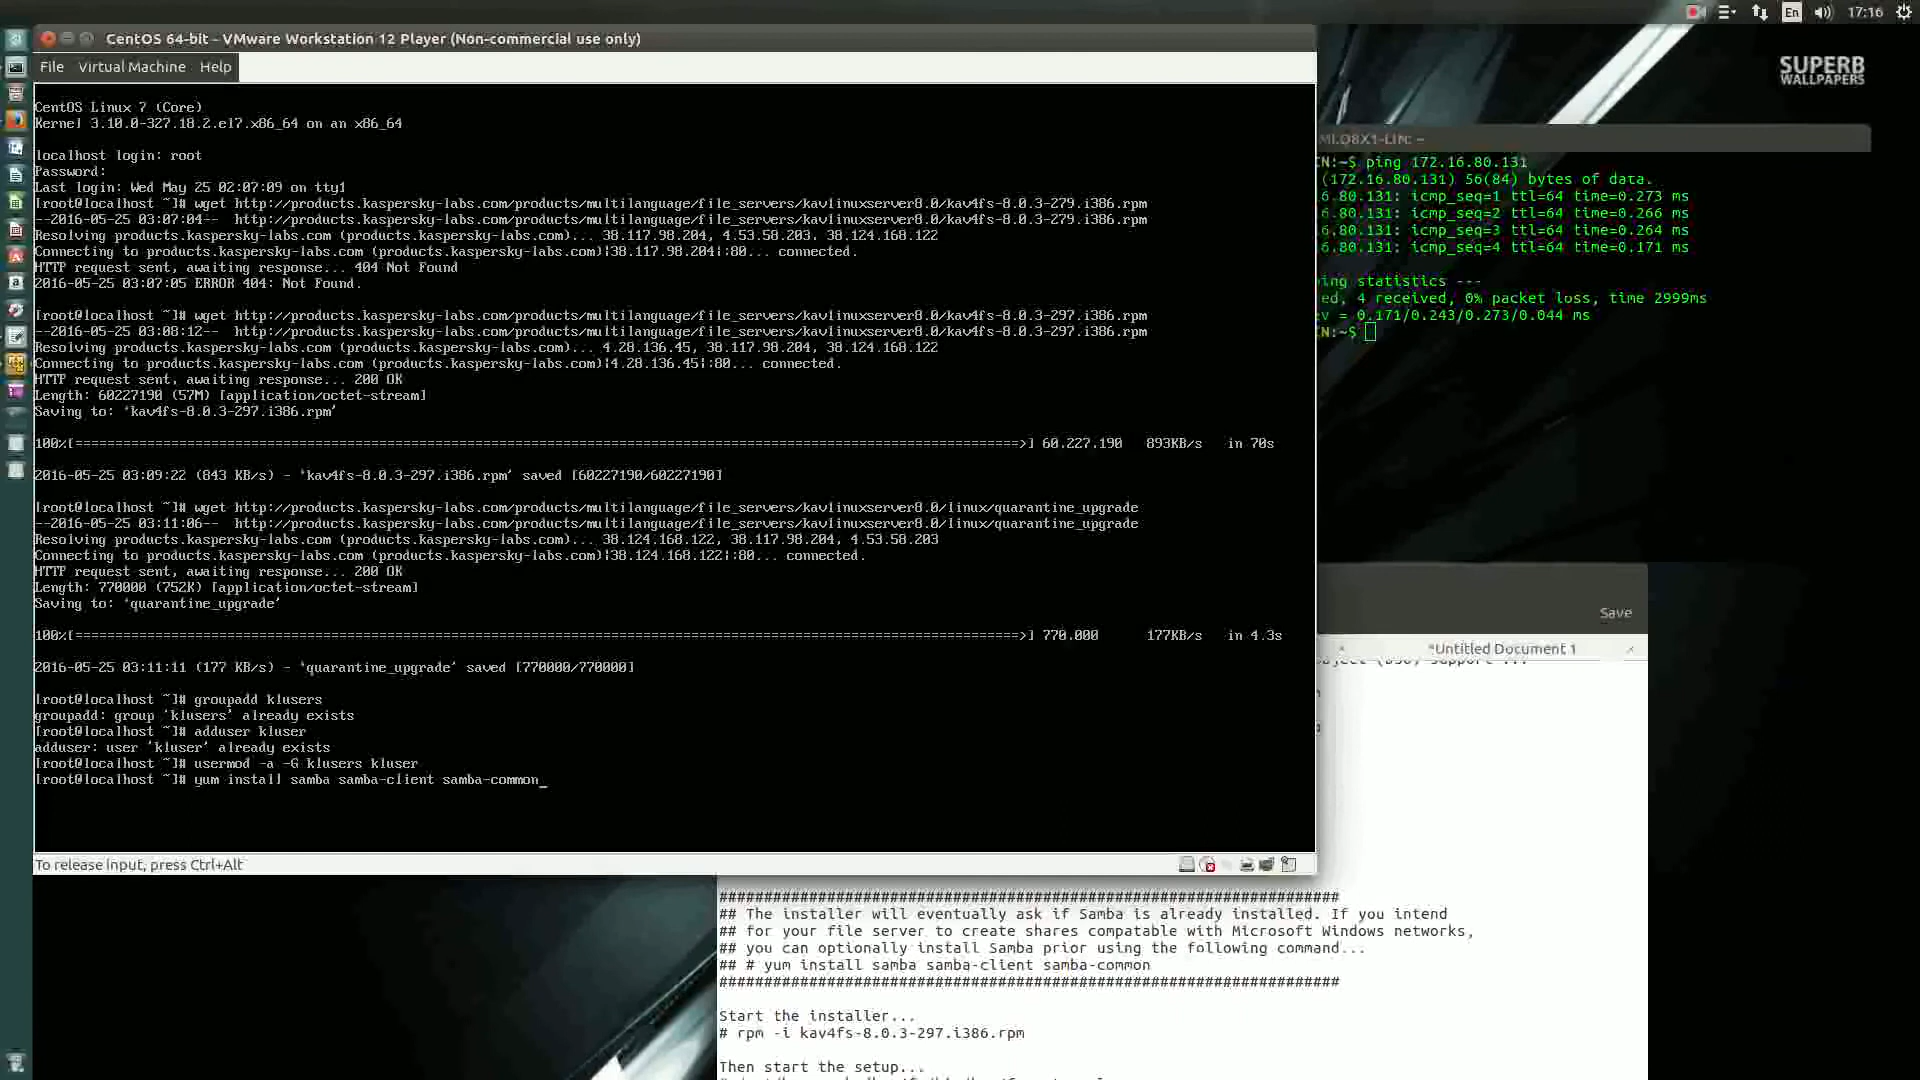 En
17:16
CentOS 64-bit - VMware Workstation 12 Player (Non-commercial use only)
File Virtual Machine Help
SUPERB
WALLPAPERS
CentOS Linux 7 (Core)
Kernel 3.10.0-327.18.2.el7.x86_64 on an x86_64
localhost login: root
Password:
Last login: Wed May 25 02:07:09 on tty1
[root@localhost ~]# wget http://products.kaspersky-labs.com/products/multilanguage/file_servers/kavlinuxserver8.0/kav4fs-8.0.3-279.i386.rpm
--2016-05-25 03:07:04-- http://products.kaspersky-labs.com/products/multilanguage/file_servers/kavlinuxserver8.0/kav4fs-8.0.3-279.i386.rpm
Resolving products.kaspersky-labs.com (products.kaspersky-labs.com)... 38.117.98.204, 4.53.58.203, 38.124.168.122
Connecting to products.kaspersky-labs.com (products.kaspersky-labs.com)|38.117.98.204|:80... connected.
HTTP request sent, awaiting response... 404 Not Found
2016-05-25 03:07:05 ERROR 404: Not Found.
[root@localhost ~]# wget http://products.kaspersky-labs.com/products/multilanguage/file_servers/kavlinuxserver8.0/kav4fs-8.0.3-297.i386.rpm
--2016-05-25 03:08:12-- http://products.kaspersky-labs.com/products/multilanguage/file_servers/kavlinuxserver8.0/kav4fs-8.0.3-297.i386.rpm
Resolving products.kaspersky-labs.com (products.kaspersky-labs.com)... 4.28.136.45, 38.117.98.204, 38.124.168.122
Connecting to products.kaspersky-labs.com (products.kaspersky-labs.com)|4.28.136.45|:80... connected.
HTTP request sent, awaiting response... 200 OK
Length: 60227190 (57M) [application/octet-stream]
Saving to: ‘kav4fs-8.0.3-297.i386.rpm’
100%[======================================================================================================================>] 60,227,190 893KB/s in 70s
2016-05-25 03:09:22 (843 KB/s) - ‘kav4fs-8.0.3-297.i386.rpm’ saved [60227190/60227190]
[root@localhost ~]# wget http://products.kaspersky-labs.com/products/multilanguage/file_servers/kavlinuxserver8.0/linux/quarantine_upgrade
--2016-05-25 03:11:06-- http://products.kaspersky-labs.com/products/multilanguage/file_servers/kavlinuxserver8.0/linux/quarantine_upgrade
Resolving products.kaspersky-labs.com (products.kaspersky-labs.com)... 38.124.168.122, 38.117.98.204, 4.53.58.203
Connecting to products.kaspersky-labs.com (products.kaspersky-labs.com)|38.124.168.122|:80... connected.
HTTP request sent, awaiting response... 200 OK
Length: 770000 (752K) [application/octet-stream]
Saving to: ‘quarantine_upgrade’
100%[======================================================================================================================>] 770,000 177KB/s in 4.3s
2016-05-25 03:11:11 (177 KB/s) - ‘quarantine_upgrade’ saved [770000/770000]
[root@localhost ~]# groupadd klusers
groupadd: group 'klusers' already exists
[root@localhost ~]# adduser kluser
adduser: user 'kluser' already exists
[root@localhost ~]# usermod -a -G klusers kluser
[root@localhost ~]# yum install samba samba-client samba-common_
To release input, press Ctrl+Alt
N:~$ ping 172.16.80.131
(172.16.80.131) 56(84) bytes of data.
6.80.131: icmp_seq=1 ttl=64 time=0.273 ms
6.80.131: icmp_seq=2 ttl=64 time=0.266 ms
6.80.131: icmp_seq=3 ttl=64 time=0.264 ms
6.80.131: icmp_seq=4 ttl=64 time=0.171 ms
ing statistics ---
ed, 4 received, 0% packet loss, time 2999ms
v = 0.171/0.243/0.273/0.044 ms
N:~$
Save
*Untitled Document 1
#####################################################################
## The installer will eventually ask if Samba is already installed. If you intend
## for your file server to create shares compatable with Microsoft Windows networks,
## you can optionally install Samba prior using the following command...
## # yum install samba samba-client samba-common
#####################################################################
Start the installer...
# rpm -i kav4fs-8.0.3-297.i386.rpm
Then start the setup...